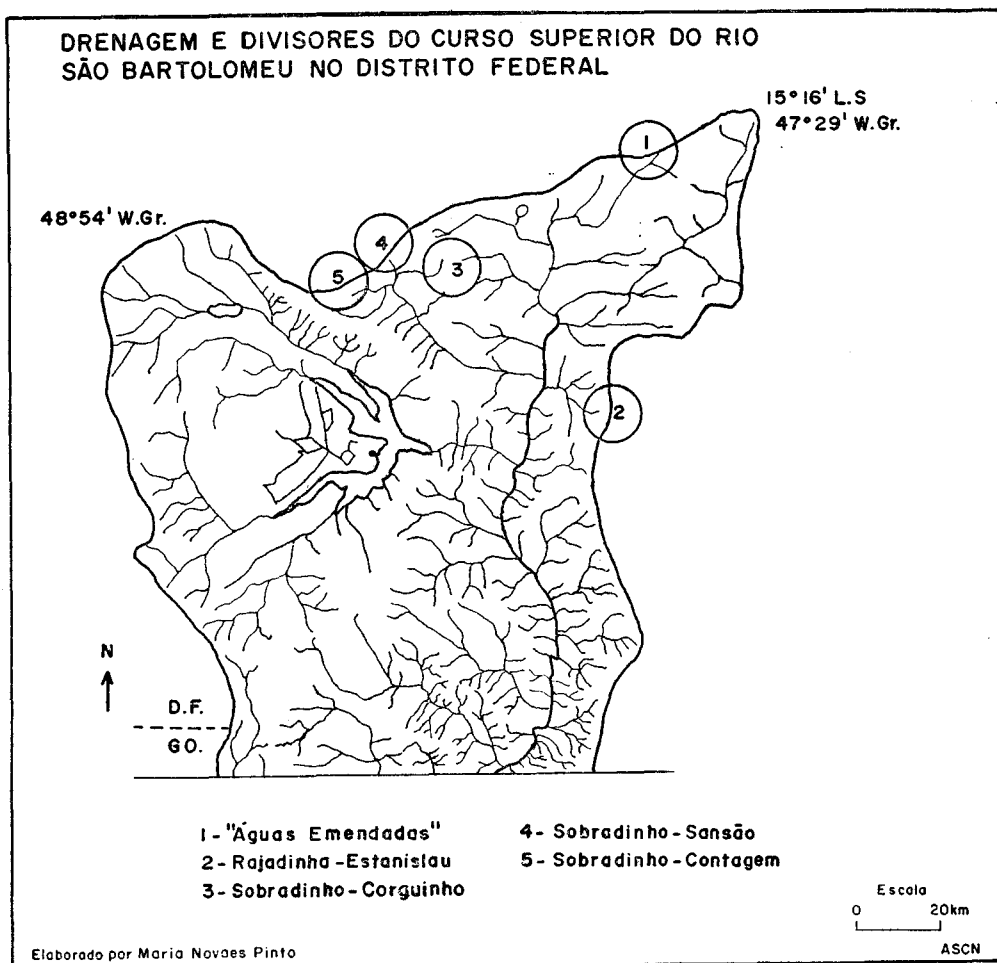 DRENAGEM E DIVISORES DO CURSO SUPERIOR DO RIO
SÃO BARTOLOMEU NO DISTRITO FEDERAL
15°16' L.S
47°29' W.Gr.
48°54' W.Gr.
1
4
3
5
2
N
D.F.
GO.
1- "Águas Emendadas"
2- Rajadinha-Estanislau
3- Sobradinho-Corguinho
4- Sobradinho-Sansão
5- Sobradinho-Contagem
Escala
0 20km
Elaborado por Maria Novaes Pinto
ASCN